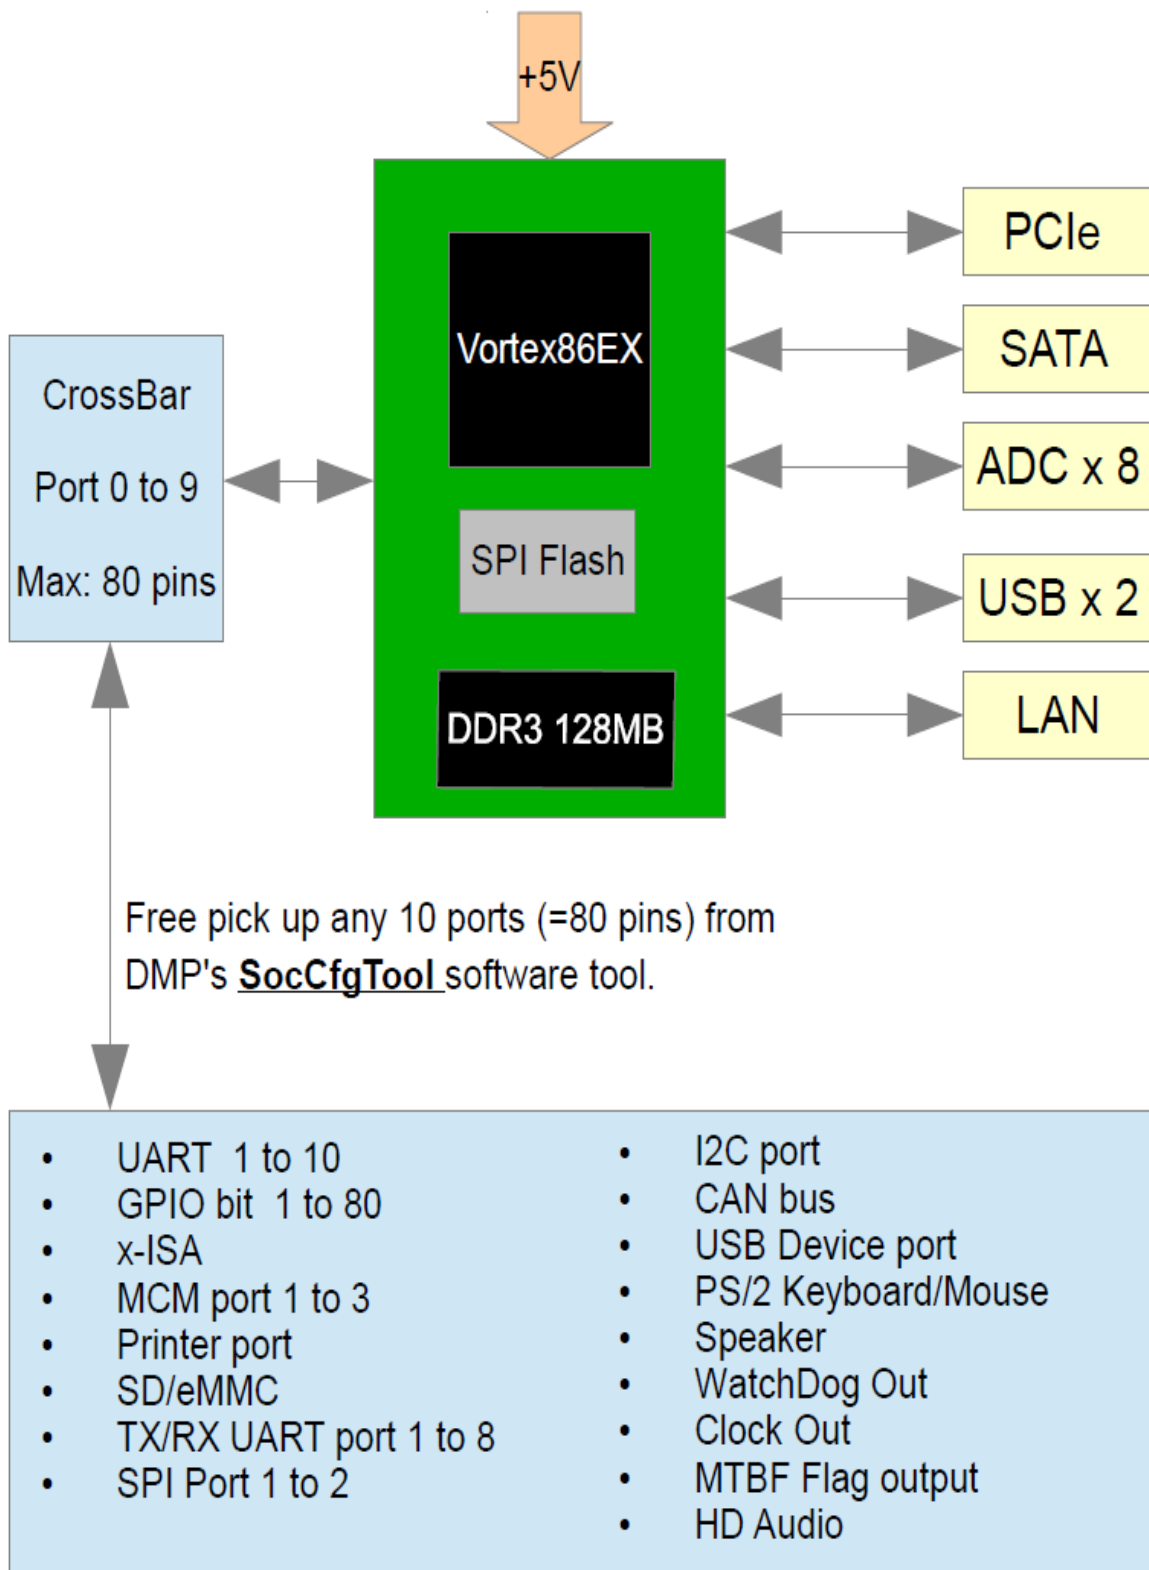 +5V
Vortex86EX
SPI Flash
DDR3 128MB
PCIe
SATA
ADC x 8
USB x 2
LAN
CrossBar
Port 0 to 9
Max: 80 pins
Free pick up any 10 ports (=80 pins) from
DMP's SocCfgTool software tool.
• UART 1 to 10
• GPIO bit 1 to 80
• x-ISA
• MCM port 1 to 3
• Printer port
• SD/eMMC
• TX/RX UART port 1 to 8
• SPI Port 1 to 2
• I2C port
• CAN bus
• USB Device port
• PS/2 Keyboard/Mouse
• Speaker
• WatchDog Out
• Clock Out
• MTBF Flag output
• HD Audio